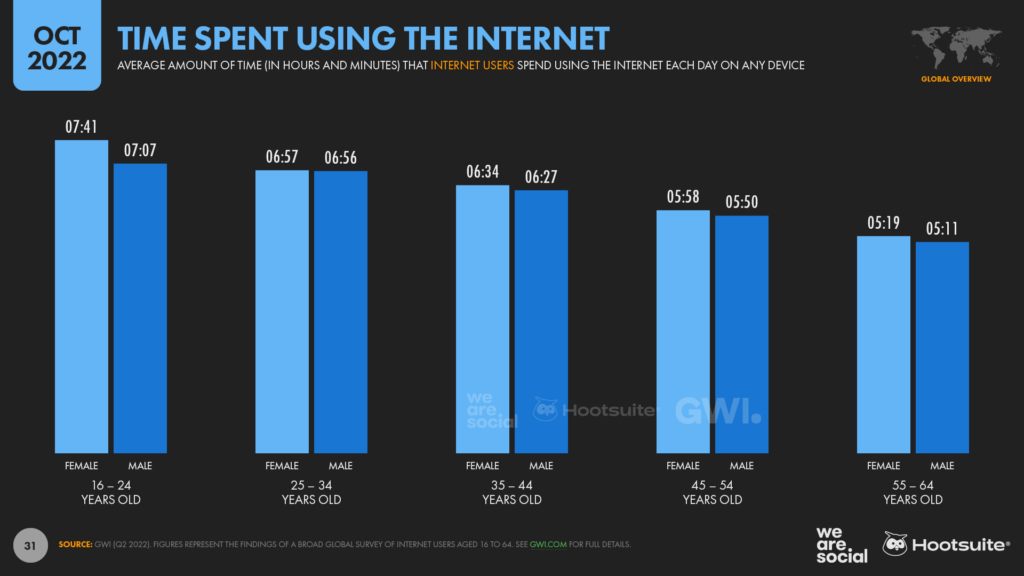 OCT
2022
TIME SPENT USING THE INTERNET
AVERAGE AMOUNT OF TIME (IN HOURS AND MINUTES) THAT INTERNET USERS SPEND USING THE INTERNET EACH DAY ON ANY DEVICE
GLOBAL OVERVIEW
07:41
07:07
06:57
06:56
06:34
06:27
05:58
05:50
05:19
05:11
we
are
social
Hootsuite®
GWI.
FEMALE MALE FEMALE MALE FEMALE MALE FEMALE MALE FEMALE MALE
16 – 24 25 – 34 35 – 44 45 – 54 55 – 64
YEARS OLD YEARS OLD YEARS OLD YEARS OLD YEARS OLD
31
SOURCE: GWI (Q2 2022). FIGURES REPRESENT THE FINDINGS OF A BROAD GLOBAL SURVEY OF INTERNET USERS AGED 16 TO 64. SEE GWI.COM FOR FULL DETAILS.
we
are
social
Hootsuite®